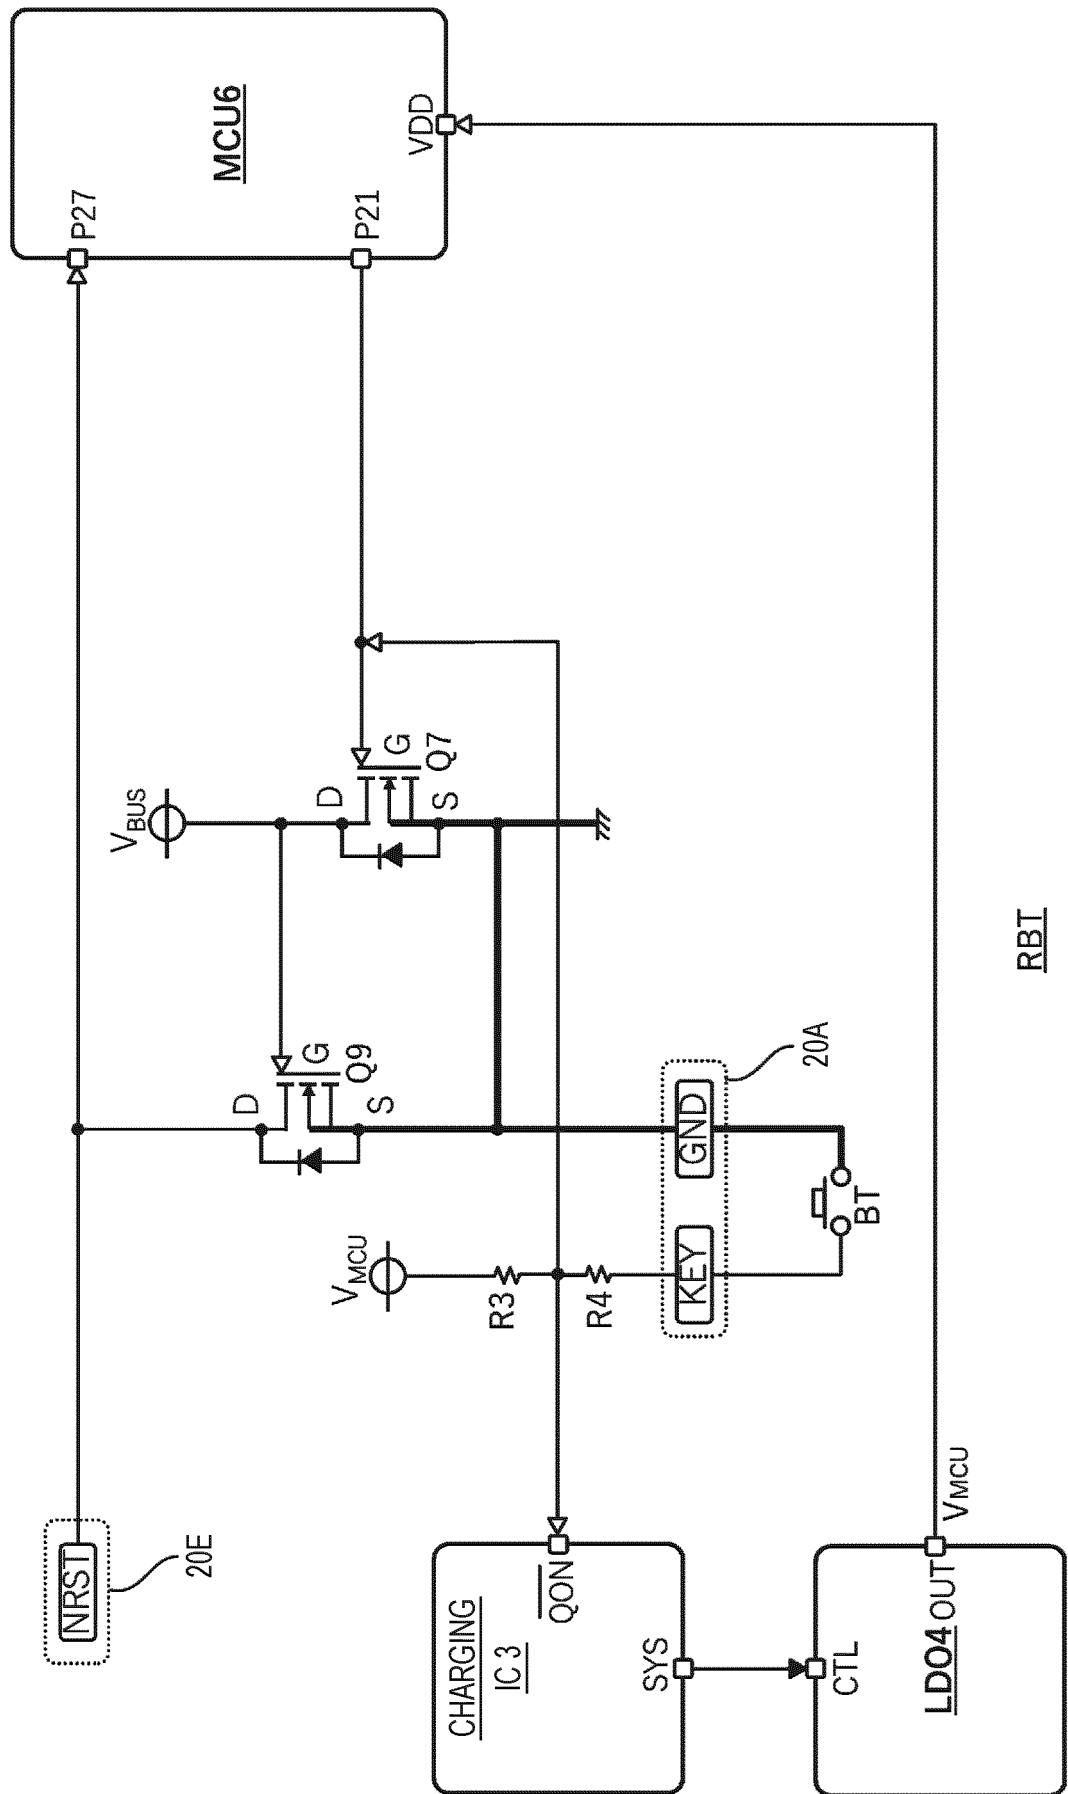 MCU6
P27
P21
VDD
VBUS
D
G
Q7
S
D
G
Q9
S
VMCU
R3
R4
KEY
GND
20A
BT
NRST
20E
CHARGING
IC 3
QON
SYS
CTL
LDO4
OUT
VMCU
RBT